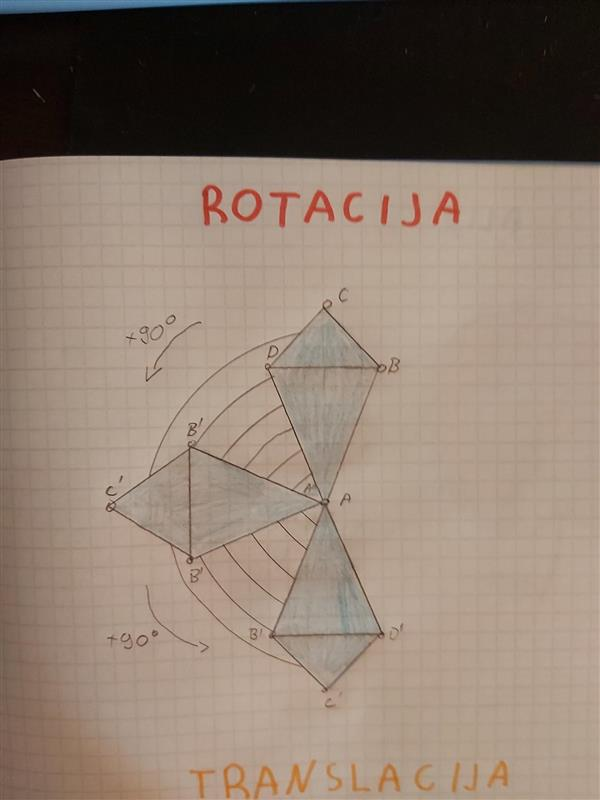 ROTACIJA
C
+90°
D
B
B'
C'
A'
A
B'
+90°
B'
D'
C'
TRANSLACIJA